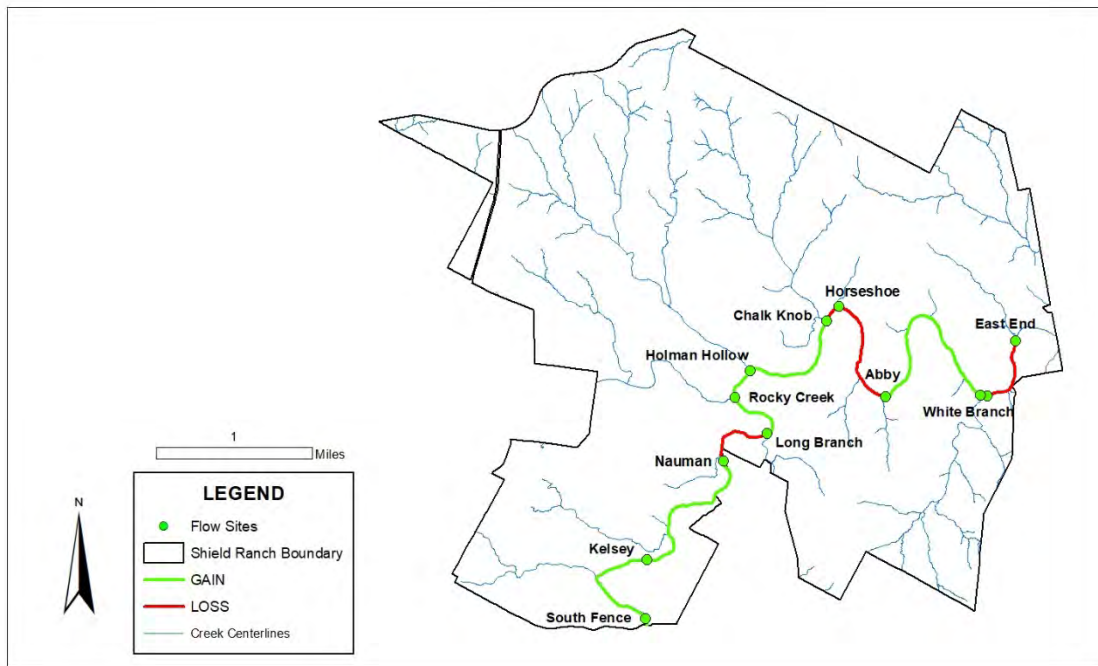 Horseshoe
Chalk Knob
East End
Holman Hollow
Abby
Rocky Creek
White Branch
Long Branch
Nauman
Kelsey
South Fence
1
Miles
N
LEGEND
Flow Sites
Shield Ranch Boundary
GAIN
LOSS
Creek Centerlines